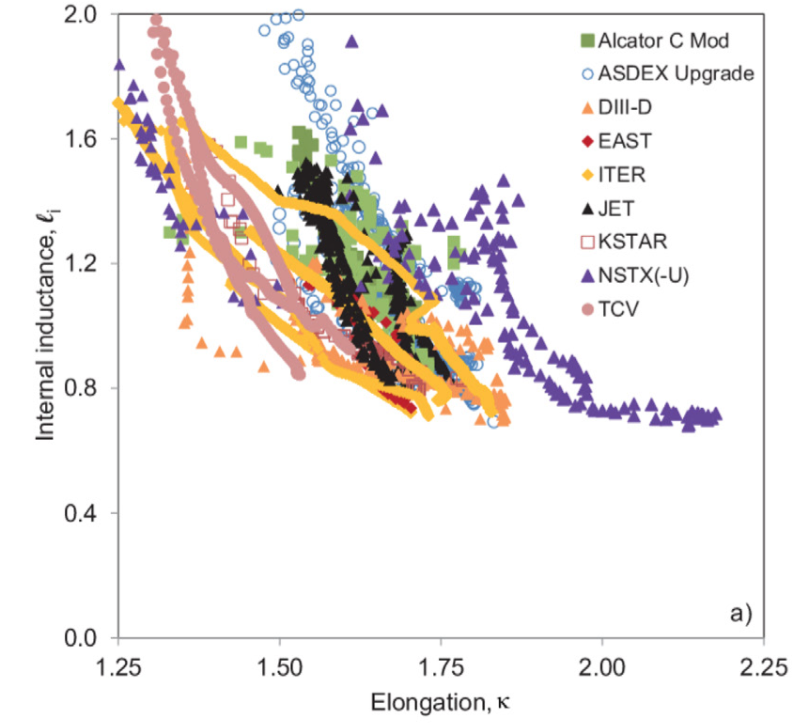 2.0
1.6
1.2
0.8
0.4
0.0
Internal inductance, ℓi
Alcator C Mod
ASDEX Upgrade
DIII-D
EAST
ITER
JET
KSTAR
NSTX(-U)
TCV
a)
1.25 1.50 1.75 2.00 2.25
Elongation, κ